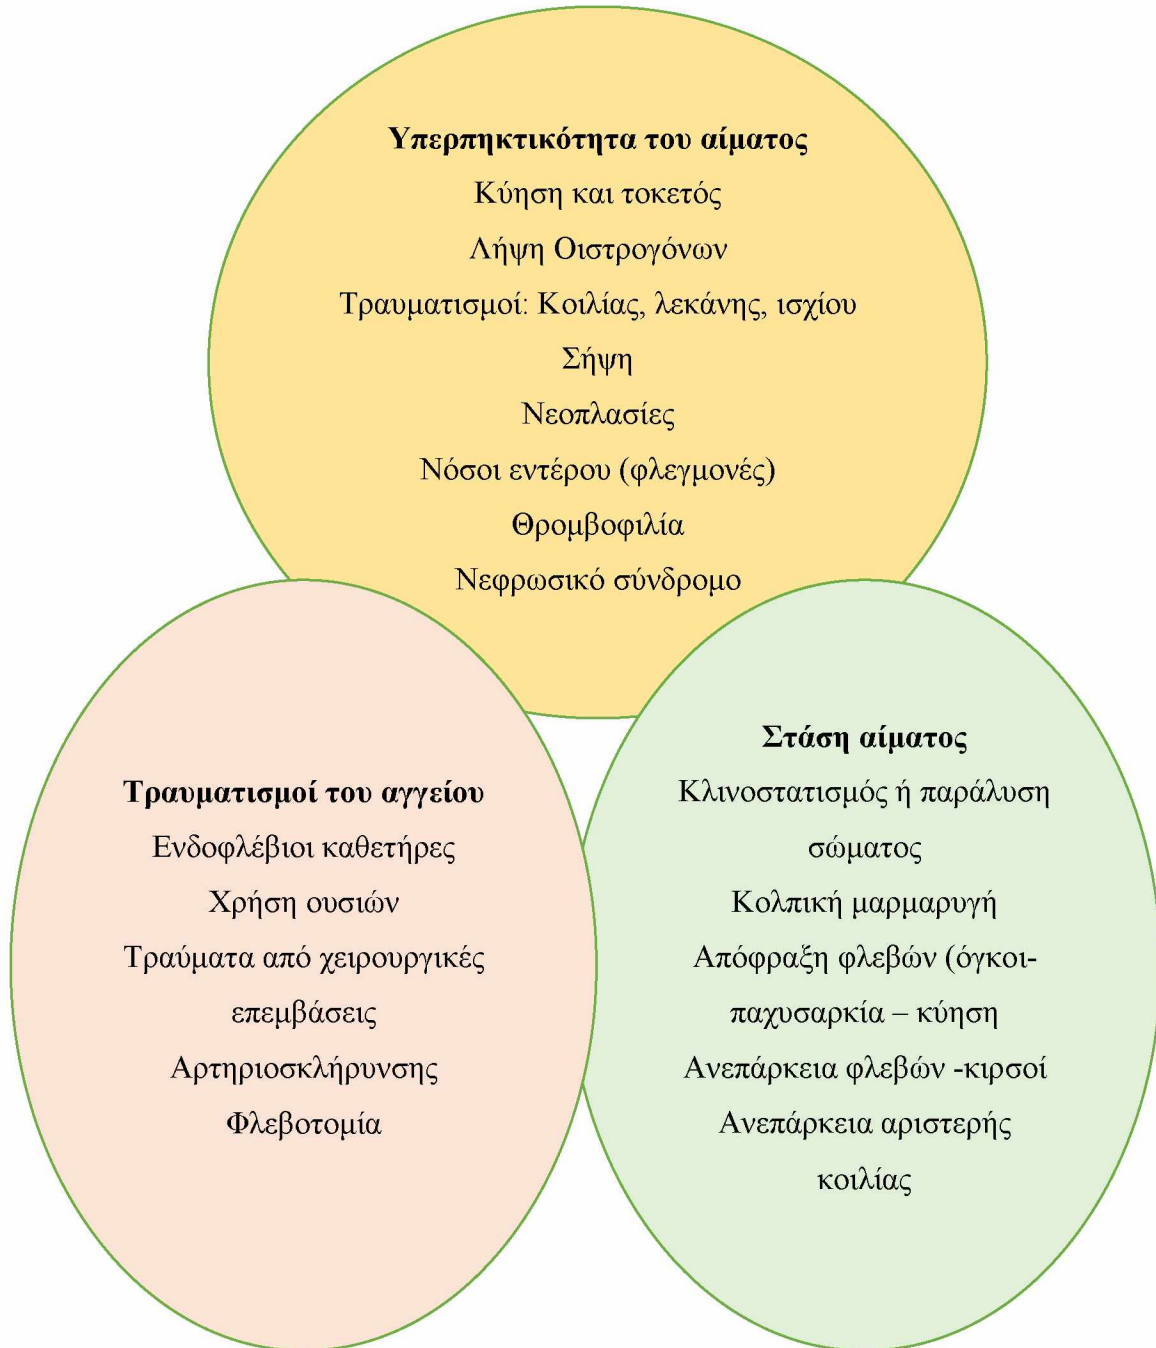 Υπερπηκτικότητα του αίματος
Κύηση και τοκετός
Λήψη Οιστρογόνων
Τραυματισμοί: Κοιλίας, λεκάνης, ισχίου
Σήψη
Νεοπλασίες
Νόσοι εντέρου (φλεγμονές)
Θρομβοφιλία
Νεφρωσικό σύνδρομο
Τραυματισμοί του αγγείου
Ενδοφλέβιοι καθετήρες
Χρήση ουσιών
Τραύματα από χειρουργικές
επεμβάσεις
Αρτηριοσκλήρυνσης
Φλεβοτομία
Στάση αίματος
Κλινοστατισμός ή παράλυση
σώματος
Κολπική μαρμαρυγή
Απόφραξη φλεβών (όγκοι-
παχυσαρκία – κύηση
Ανεπάρκεια φλεβών -κιρσοί
Ανεπάρκεια αριστερής
κοιλίας